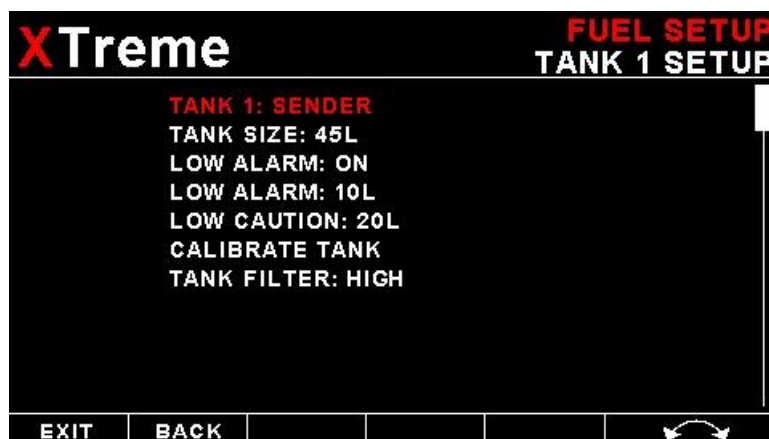 XTreme
FUEL SETUP
TANK 1 SETUP
TANK 1: SENDER
TANK SIZE: 45L
LOW ALARM: ON
LOW ALARM: 10L
LOW CAUTION: 20L
CALIBRATE TANK
TANK FILTER: HIGH
EXIT BACK